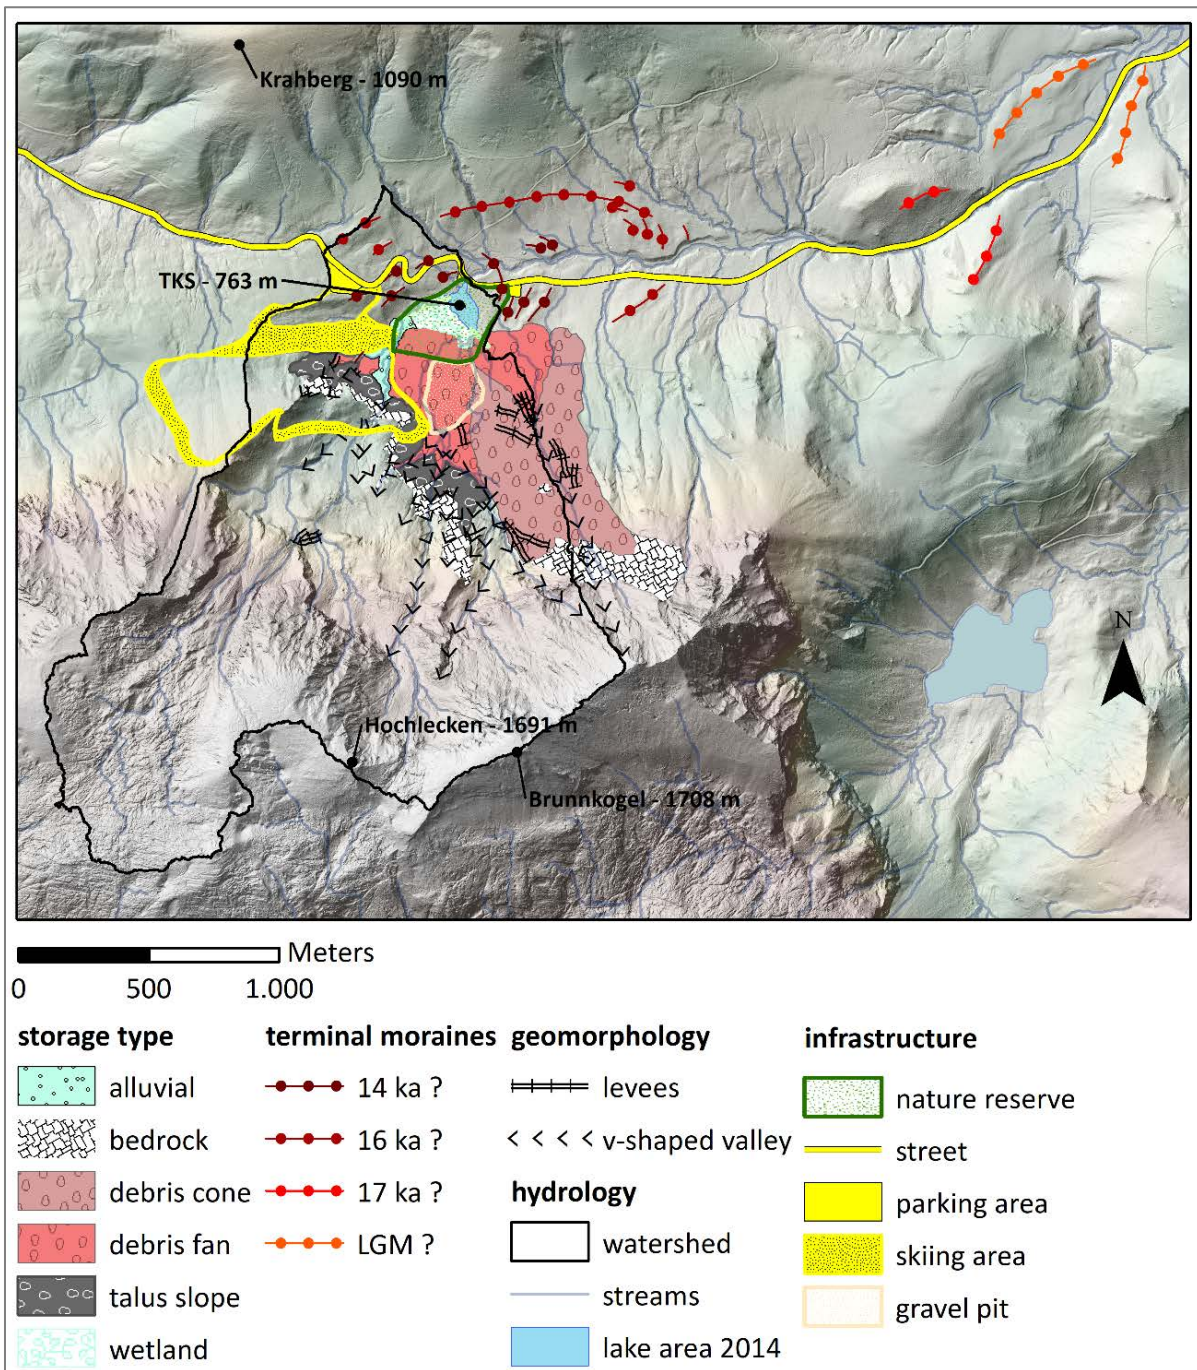 Krahberg - 1090 m
TKS - 763 m
N
Hochlecken - 1691 m
Brunnkogel - 1708 m
Meters
0 500 1.000
storage type
alluvial
bedrock
debris cone
debris fan
talus slope
wetland
terminal moraines
14 ka ?
16 ka ?
17 ka ?
LGM ?
geomorphology
levees
v-shaped valley
hydrology
watershed
streams
lake area 2014
infrastructure
nature reserve
street
parking area
skiing area
gravel pit